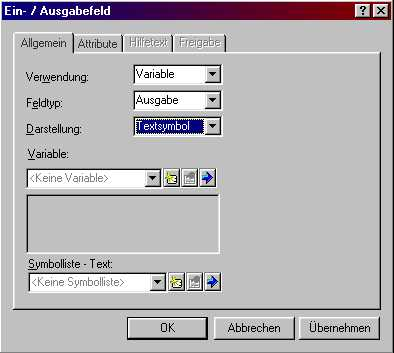 Ein- / Ausgabefeld
Allgemein Attribute Hilfetext Freigabe
Verwendung: Variable
Feldtyp: Ausgabe
Darstellung: Textsymbol
Variable:
<Keine Variable>
Symbolliste - Text:
<Keine Symbolliste>
OK Abbrechen Übernehmen